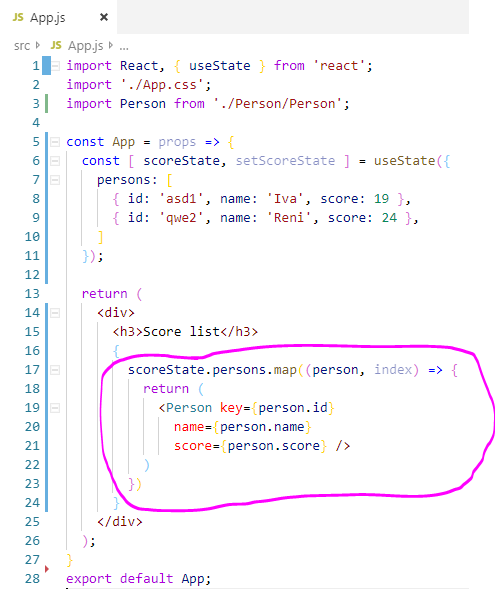 JS App.js ×
src › JS App.js › ...
1 import React, { useState } from 'react';
2 import './App.css';
3 import Person from './Person/Person';
4
5 const App = props => {
6 const [ scoreState, setScoreState ] = useState({
7 persons: [
8 { id: 'asd1', name: 'Iva', score: 19 },
9 { id: 'qwe2', name: 'Reni', score: 24 },
10 ]
11 });
12
13 return (
14 <div>
15 <h3>Score list</h3>
16 {
17 scoreState.persons.map((person, index) => {
18 return (
19 <Person key={person.id}
20 name={person.name}
21 score={person.score} />
22 )
23 })
24 }
25 </div>
26 );
27 }
28 export default App;